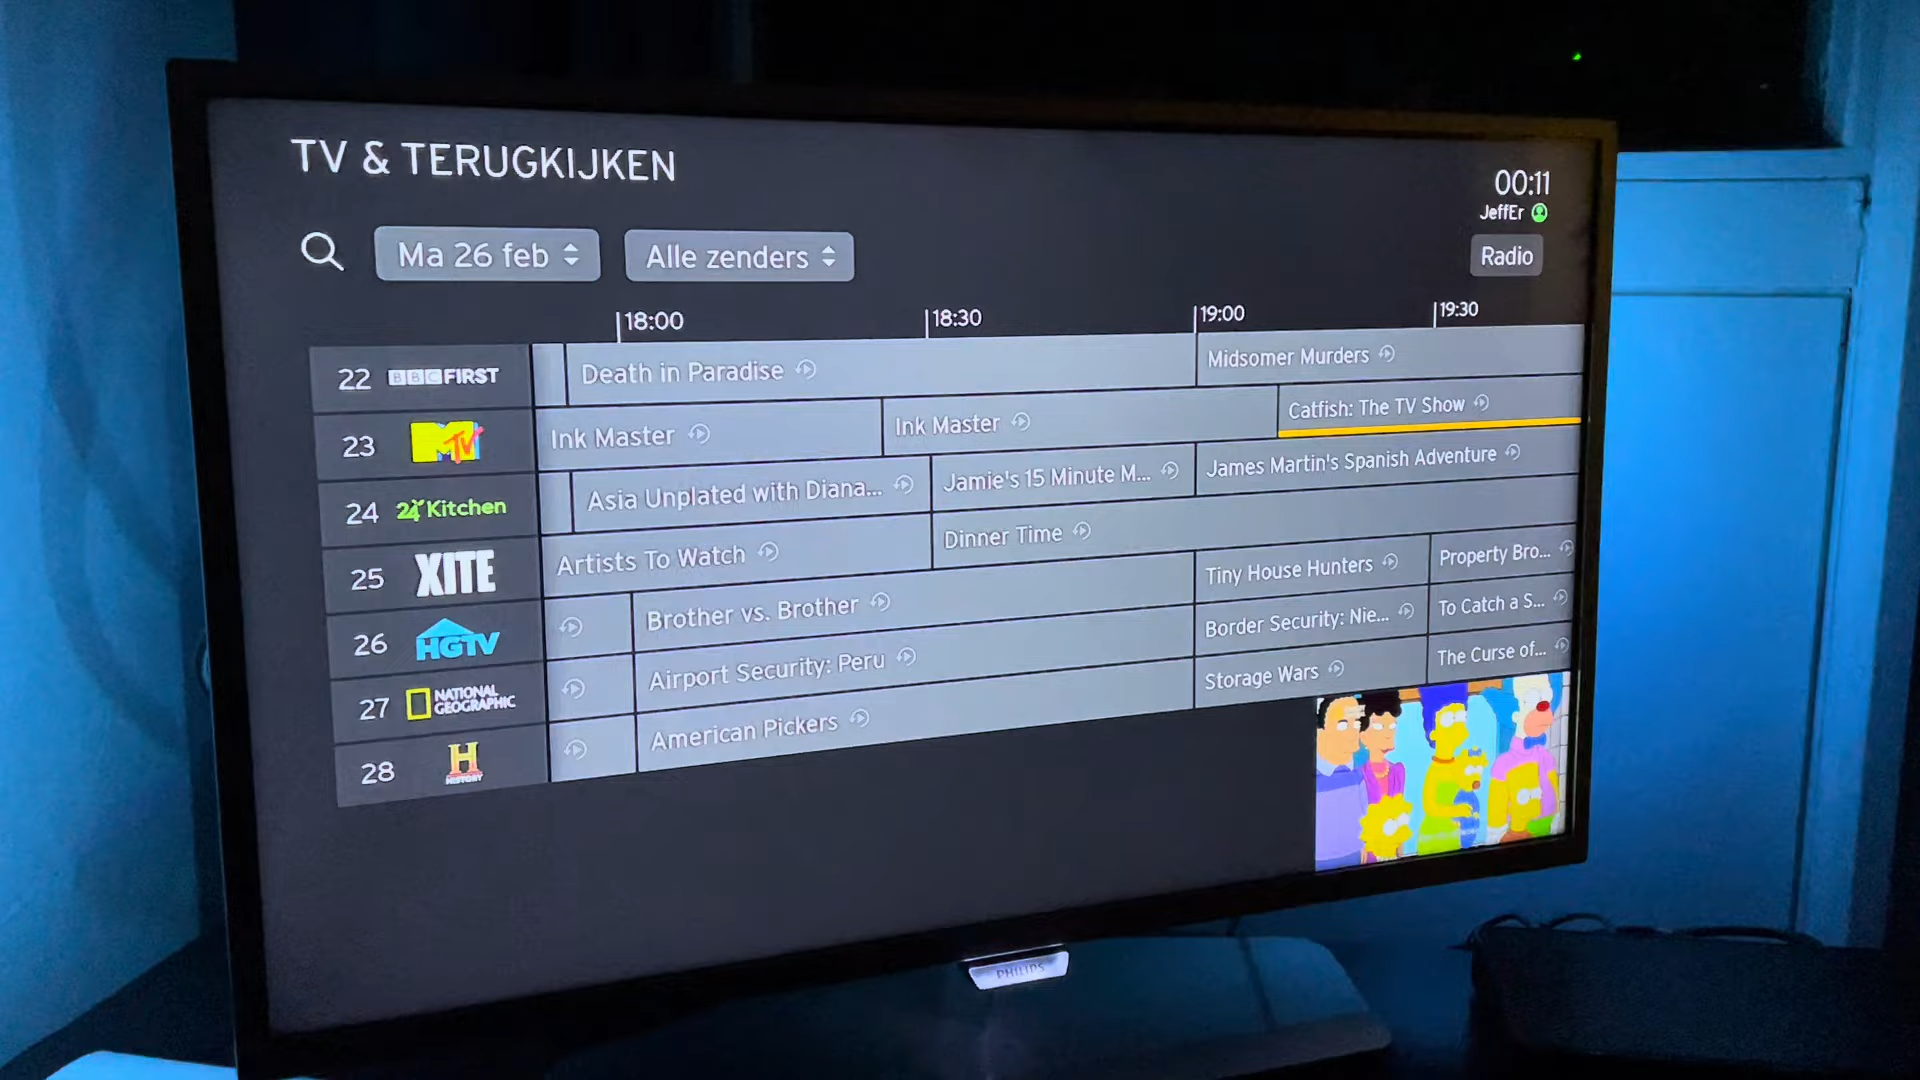 TV & TERUGKIJKEN
00:11
JeffEr
Ma 26 feb
Alle zenders
Radio
18:00
18:30
19:00
19:30
22 BBC FIRST Death in Paradise Midsomer Murders
23 MTV Ink Master Ink Master Catfish: The TV Show
24 24Kitchen Asia Unplated with Diana... Jamie's 15 Minute M... James Martin's Spanish Adventure
25 XITE Artists To Watch Dinner Time
26 HGTV Brother vs. Brother Tiny House Hunters Property Bro...
27 NATIONAL GEOGRAPHIC Airport Security: Peru Border Security: Nie... To Catch a S...
28 H HISTORY American Pickers Storage Wars The Curse of...
PHILIPS